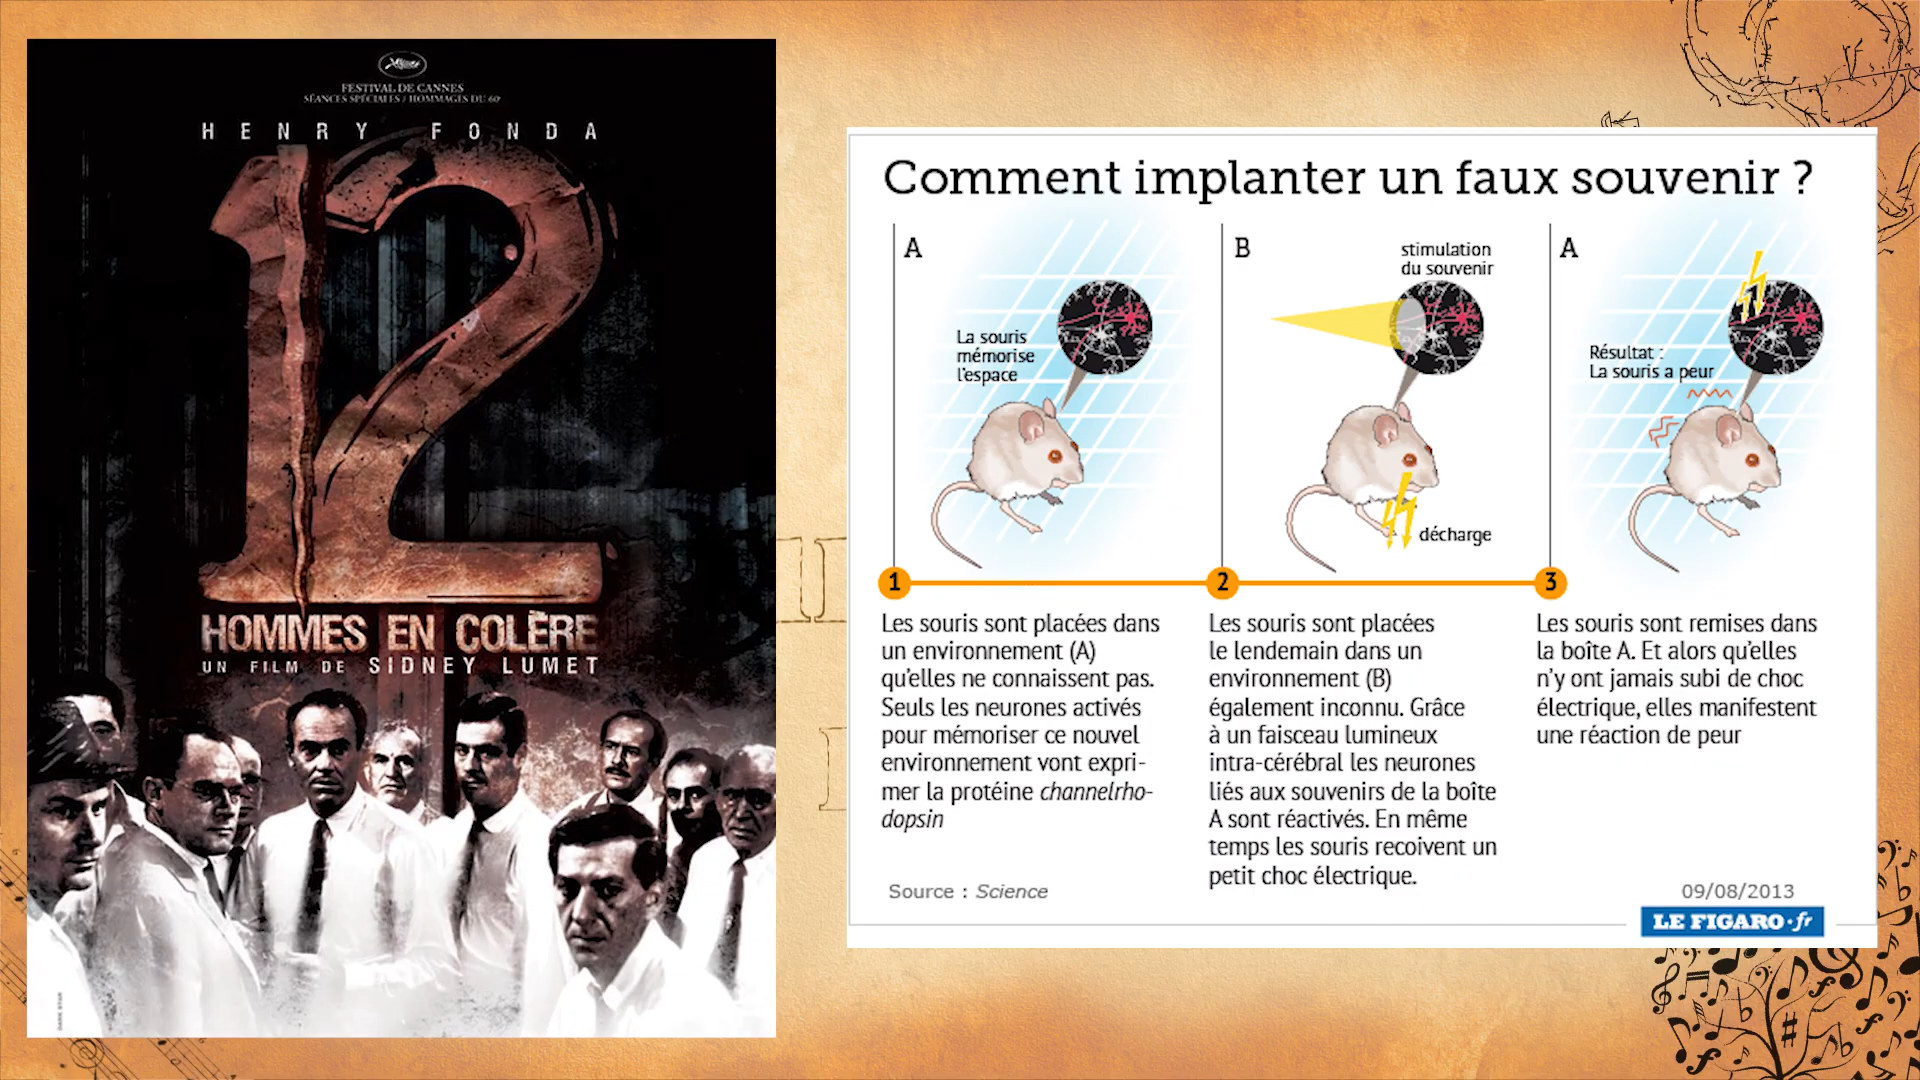 FESTIVAL DE CANNES
SÉANCES SPÉCIALES / HOMMAGES DU 60e
HENRY FONDA
12
HOMMES EN COLÈRE
UN FILM DE SIDNEY LUMET
Comment implanter un faux souvenir ?
A
La souris
mémorise
l'espace
B
stimulation
du souvenir
décharge
A
Résultat :
La souris a peur
1
Les souris sont placées dans
un environnement (A)
qu'elles ne connaissent pas.
Seuls les neurones activés
pour mémoriser ce nouvel
environnement vont expri-
mer la protéine channelrho-
dopsin
2
Les souris sont placées
le lendemain dans un
environnement (B)
également inconnu. Grâce
à un faisceau lumineux
intra-cérébral les neurones
liés aux souvenirs de la boîte
A sont réactivés. En même
temps les souris recoivent un
petit choc électrique.
3
Les souris sont remises dans
la boîte A. Et alors qu'elles
n'y ont jamais subi de choc
électrique, elles manifestent
une réaction de peur
Source : Science
09/08/2013
LE FIGARO·fr